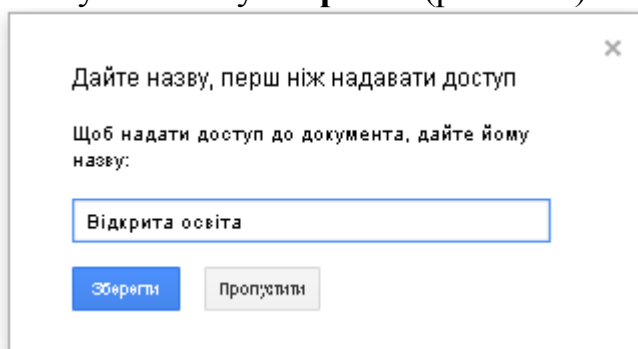 Дайте назву, перш ніж надавати доступ
Щоб надати доступ до документа, дайте йому
назву:
Відкрита освіта
Зберегти
Пропустити